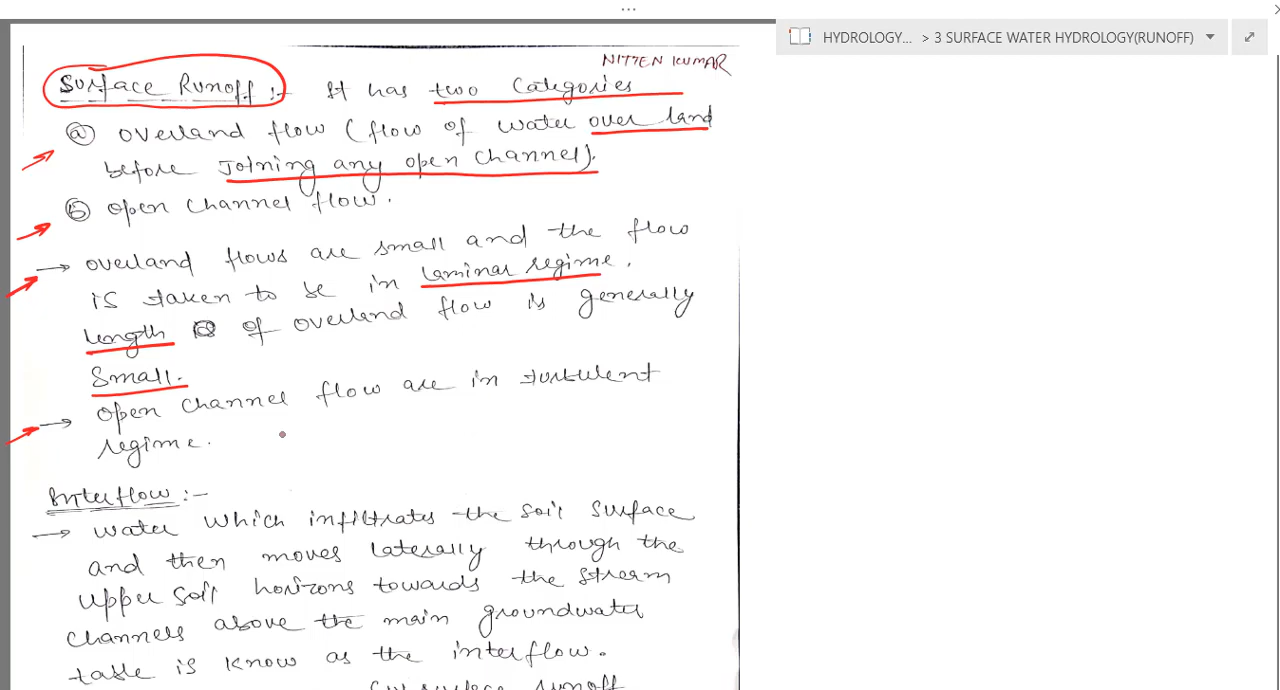 ...
HYDROLOGY... > 3 SURFACE WATER HYDROLOGY(RUNOFF)
NITTEN KUMAR
Surface Runoff :- It has two Categories
(a) overland flow (flow of water over land
before Joining any open channel).
(b) open channel flow.
→ overland flows are small and the flow
is taken to be in laminar regime.
length of overland flow is generally
Small.
→ open channel flow are in turbulent
regime.
Interflow :-
→ water which infiltrates the soil surface
and then moves laterally through the
upper soil horizons towards the stream
channels above the main groundwater
table is know as the interflow.
surface runoff